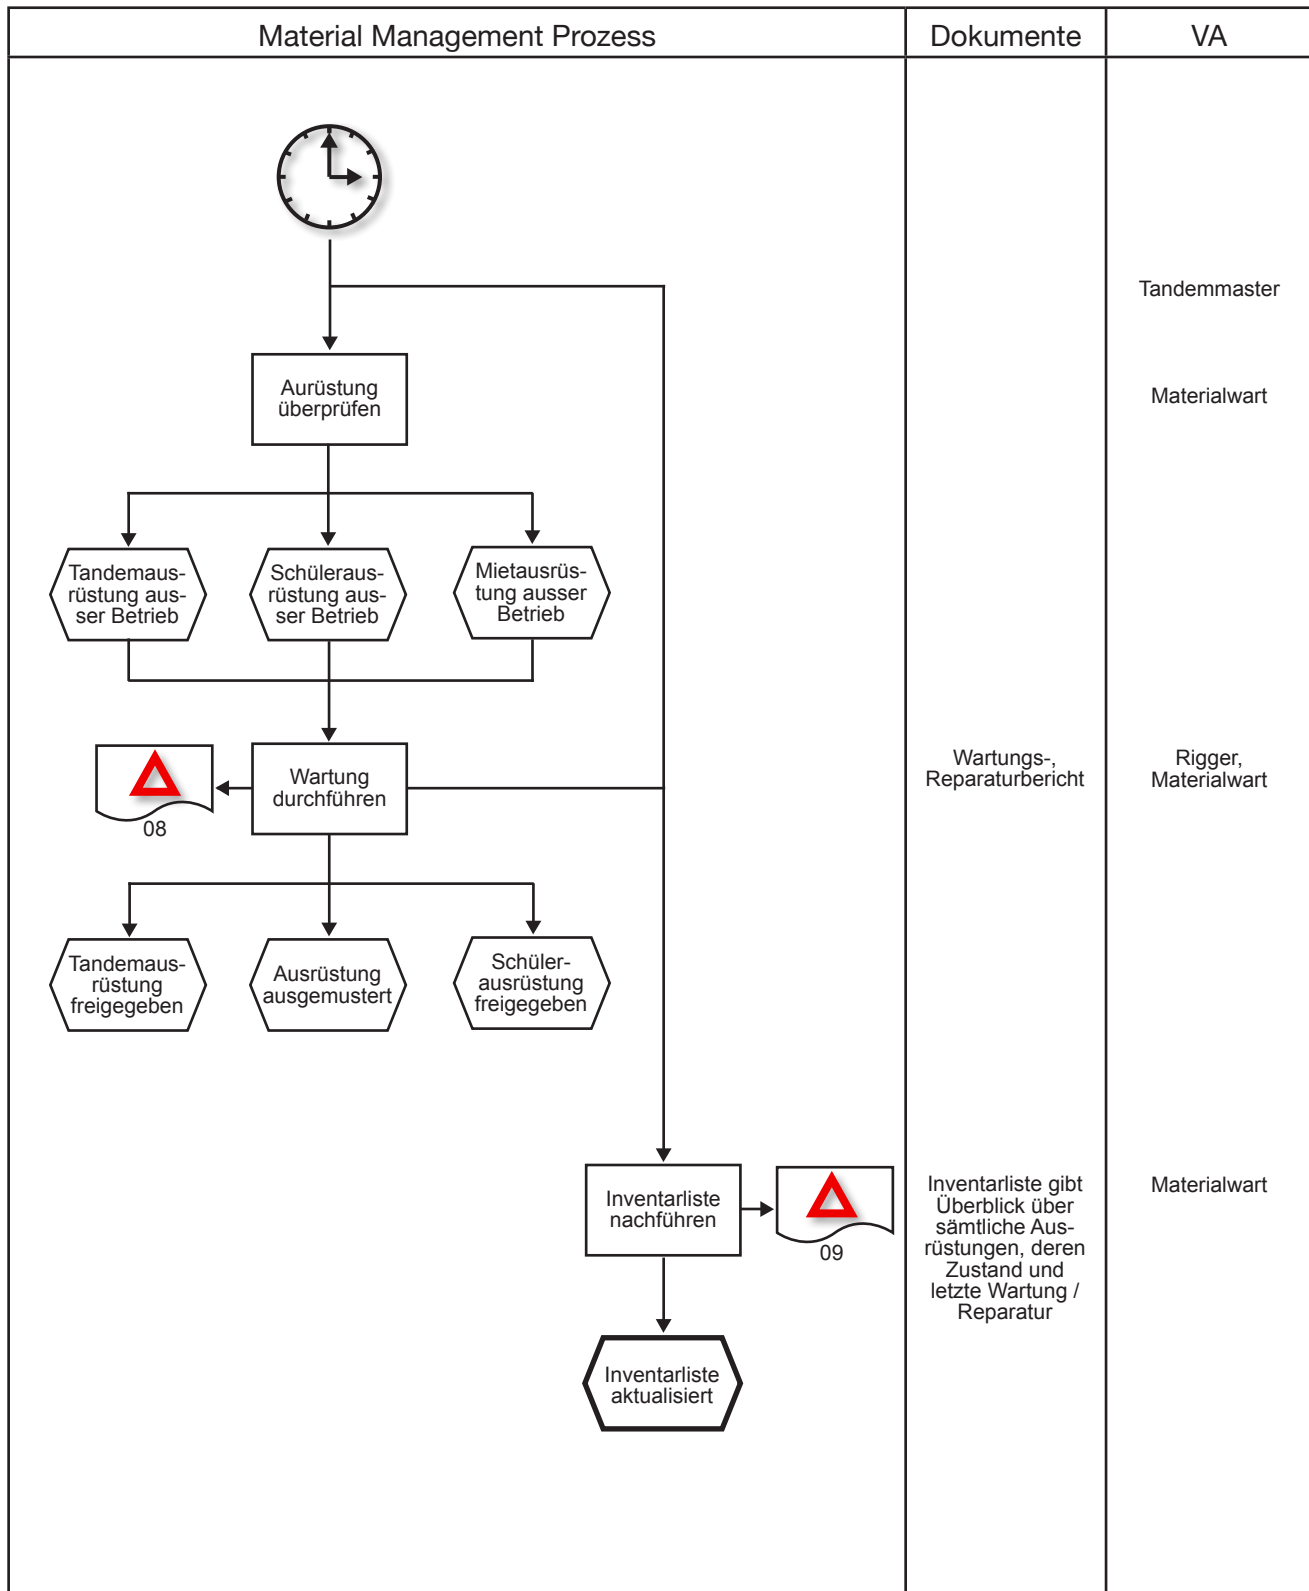 Material Management Prozess
Dokumente
VA
Tandemmaster
Aurüstung
überprüfen
Materialwart
Tandemaus-
rüstung aus-
ser Betrieb
Schüleraus-
rüstung aus-
ser Betrieb
Mietausrüs-
tung ausser
Betrieb
08
Wartung
durchführen
Wartungs-,
Reparaturbericht
Rigger,
Materialwart
Tandemaus-
rüstung
freigegeben
Ausrüstung
ausgemustert
Schüler-
ausrüstung
freigegeben
Inventarliste
nachführen
09
Inventarliste gibt
Überblick über
sämtliche Aus-
rüstungen, deren
Zustand und
letzte Wartung /
Reparatur
Materialwart
Inventarliste
aktualisiert